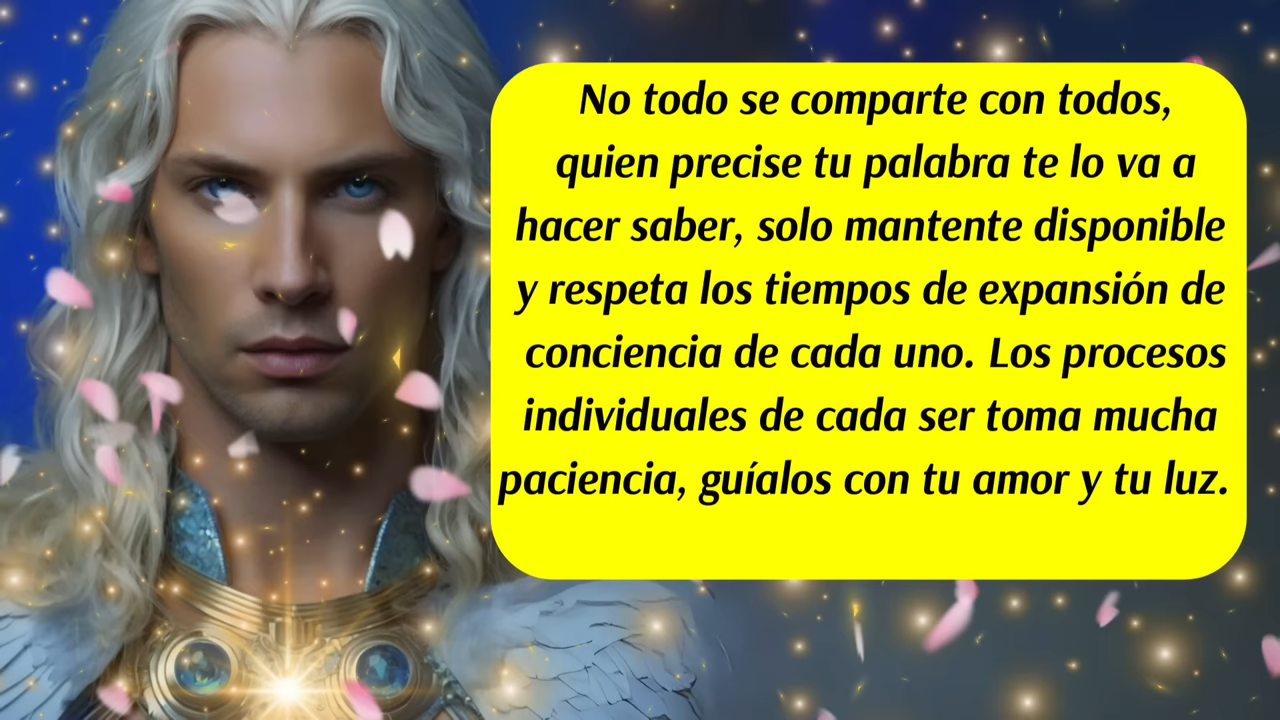 No todo se comparte con todos,
quien precise tu palabra te lo va a
hacer saber, solo mantente disponible
y respeta los tiempos de expansión de
conciencia de cada uno. Los procesos
individuales de cada ser toma mucha
paciencia, guíalos con tu amor y tu luz.